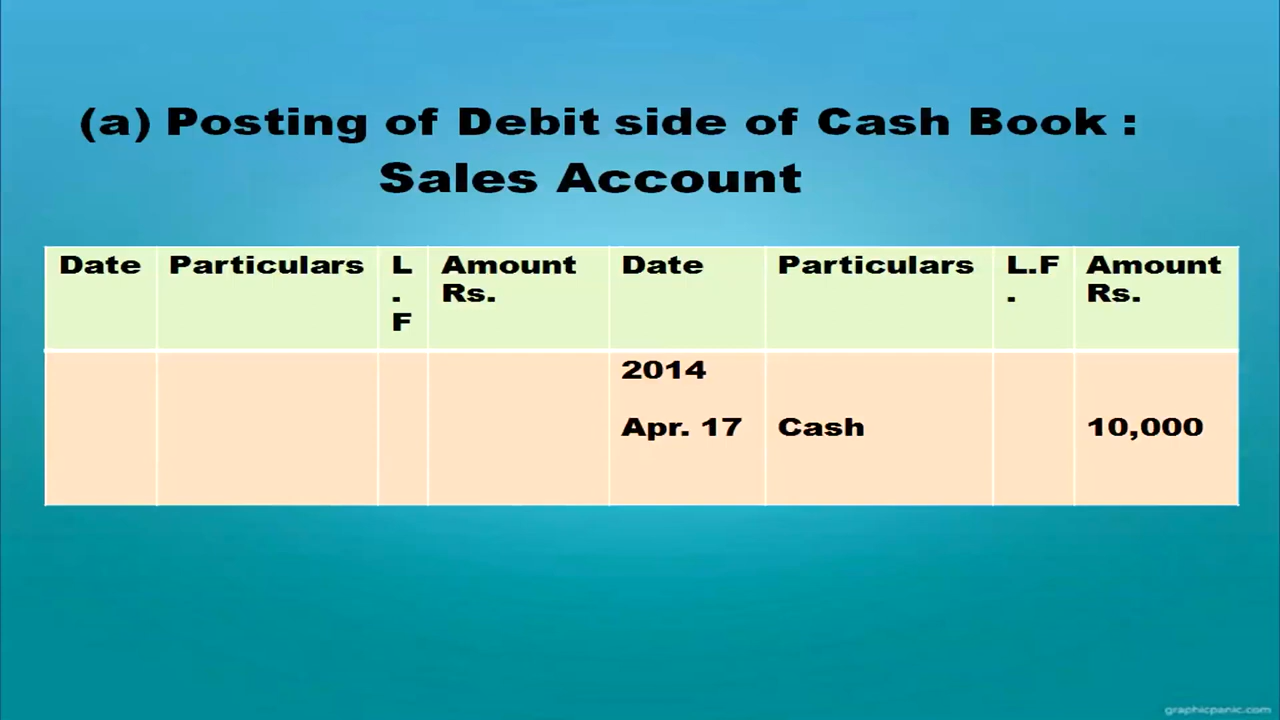 (a) Posting of Debit side of Cash Book :
Sales Account
Date Particulars L . F Amount Rs. Date Particulars L.F . Amount Rs.
2014
Apr. 17 Cash 10,000
graphicpanic.com